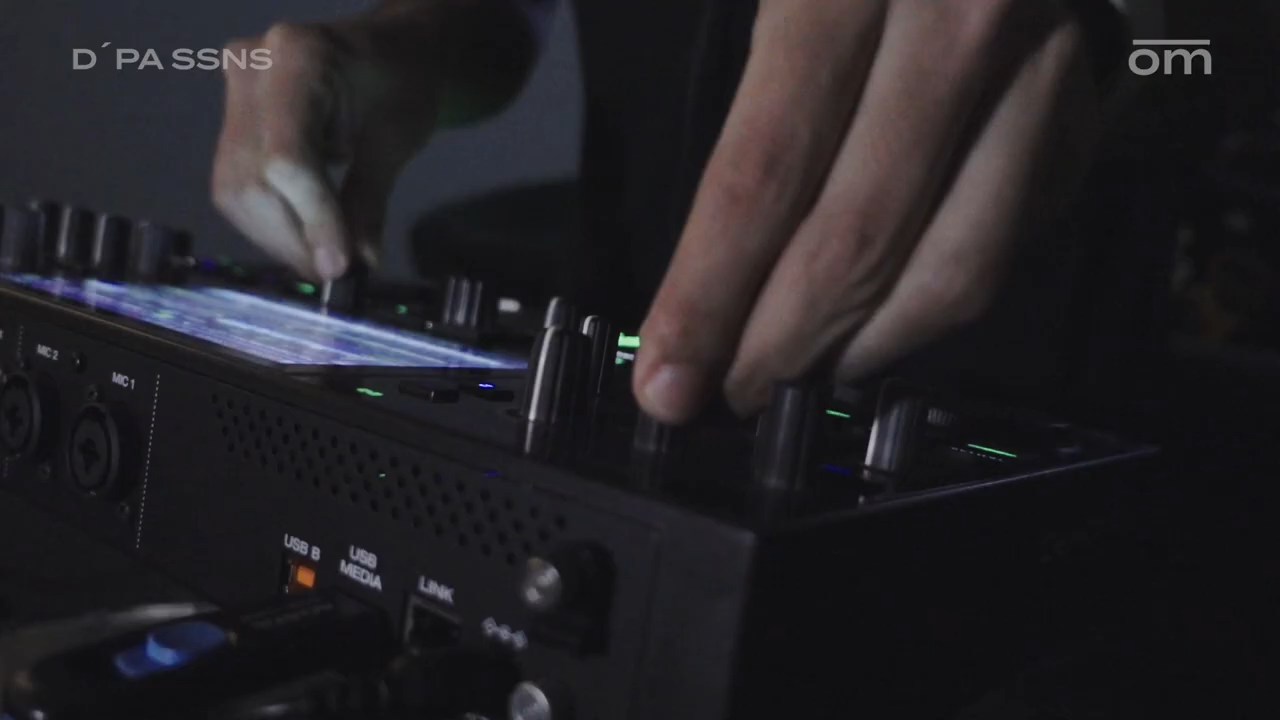 D´PA SSNS
om
MIC 2
MIC 1
USB B
USB
MEDIA
LINK